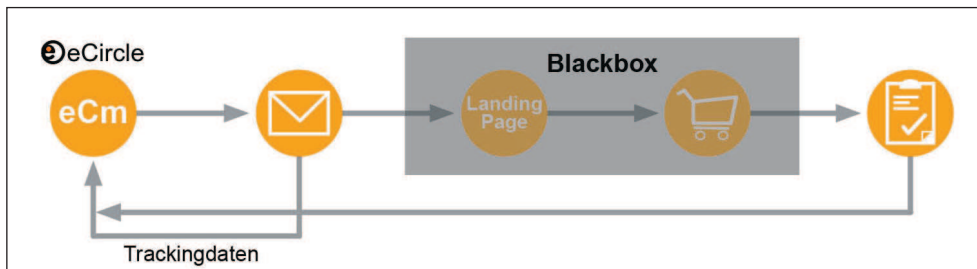 eCircle
Blackbox
eCm
Landing
Page
Trackingdaten